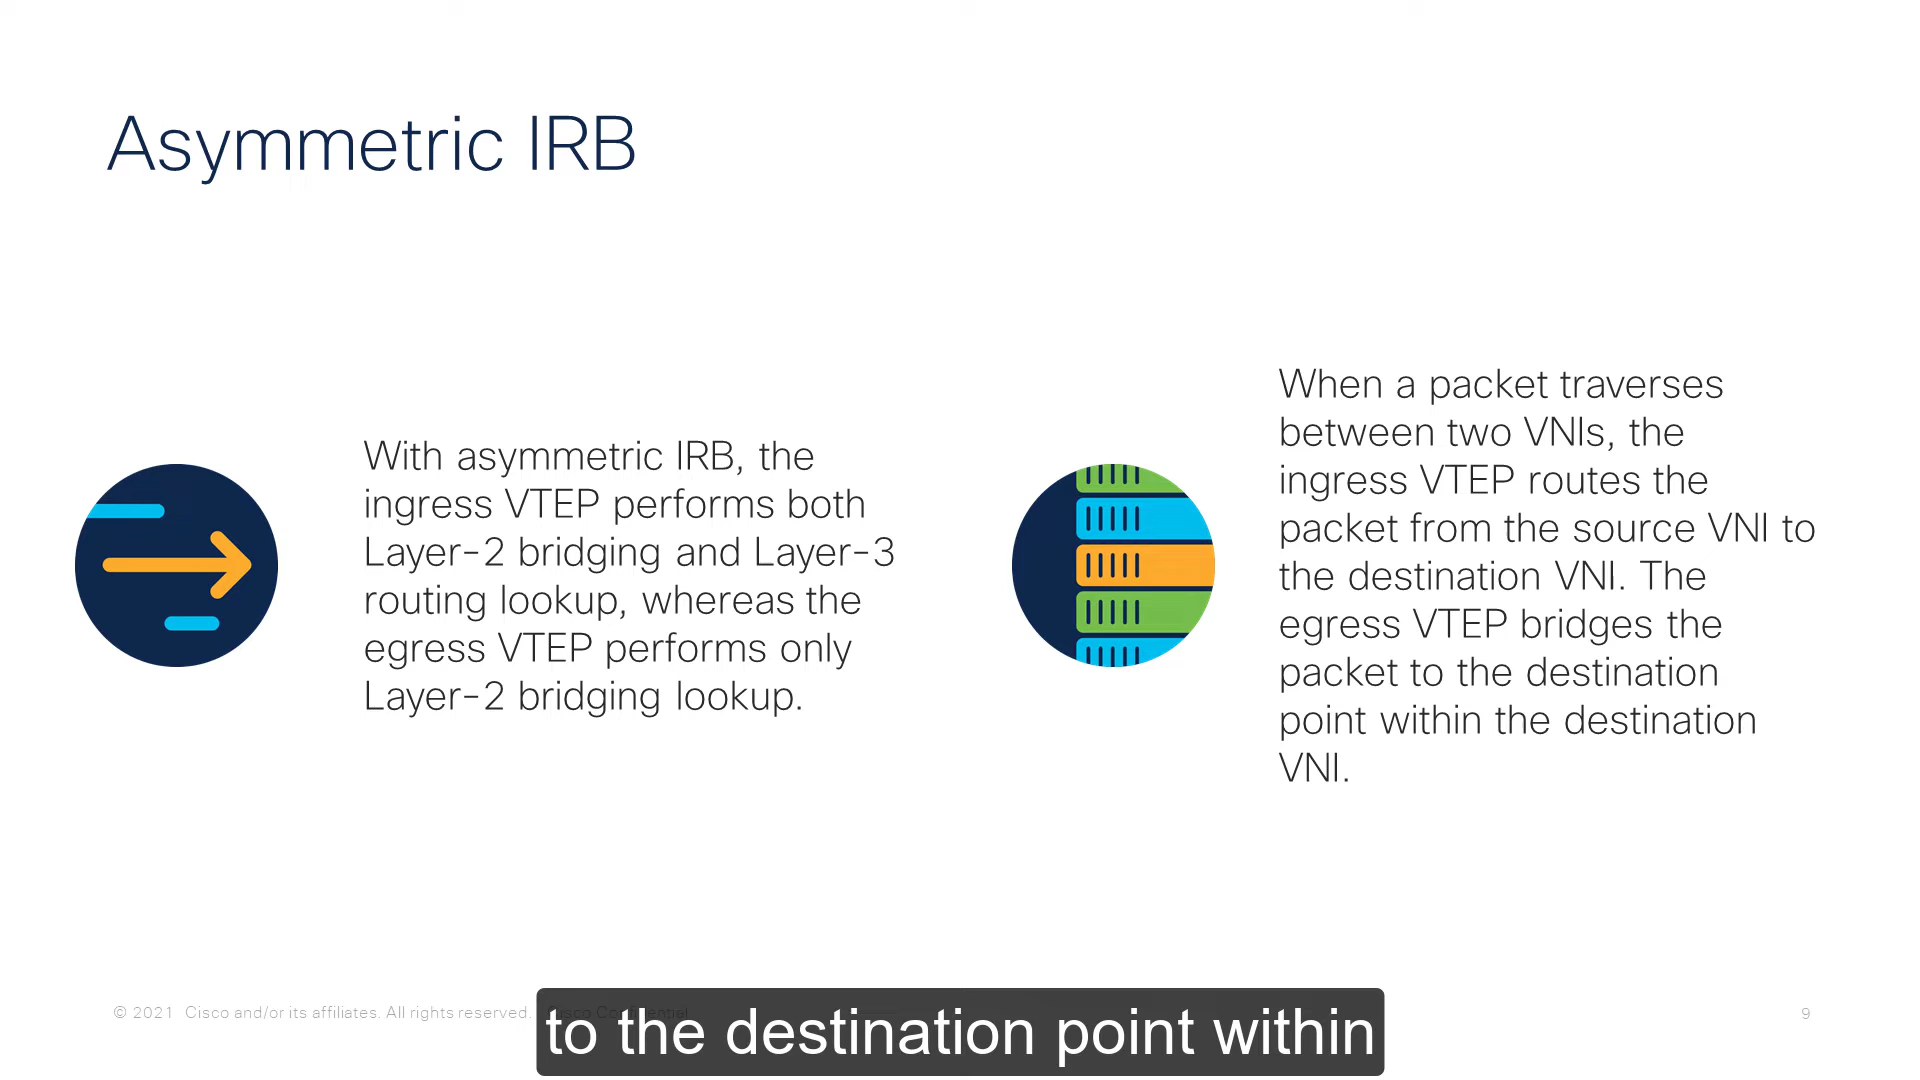 Asymmetric IRB
With asymmetric IRB, the
ingress VTEP performs both
Layer-2 bridging and Layer-3
routing lookup, whereas the
egress VTEP performs only
Layer-2 bridging lookup.
When a packet traverses
between two VNIs, the
ingress VTEP routes the
packet from the source VNI to
the destination VNI. The
egress VTEP bridges the
packet to the destination
point within the destination
VNI.
© 2021 Cisco and/or its affiliates. All rights reserved.
9
to the destination point within